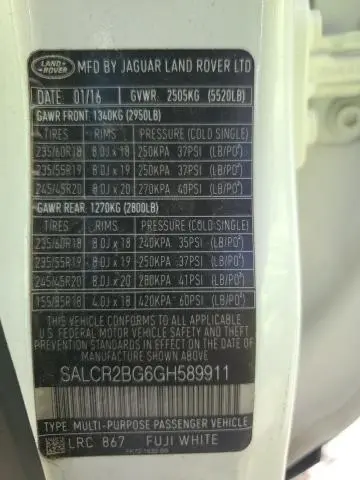 LAND ROVER
MFD BY JAGUAR LAND ROVER LTD
DATE 01/16 GVWR: 2505KG (5520LB)
GAWR FRONT: 1340KG (2950LB)
TIRES RIMS PRESSURE (COLD SINGLE)
235/60R18 8.0J x 18 250KPA 37PSI (LB/PO²)
235/55R19 8.0J x 19 250KPA 37PSI (LB/PO²)
245/45R20 8.0J x 20 270KPA 40PSI (LB/PO²)
GAWR REAR: 1270KG (2800LB)
TIRES RIMS PRESSURE (COLD SINGLE)
235/60R18 8.0J x 18 240KPA 35PSI (LB/PO²)
235/55R19 8.0J x 19 250KPA 37PSI (LB/PO²)
245/45R20 8.0J x 20 280KPA 41PSI (LB/PO²)
155/85R18 4.0J x 18 420KPA 60PSI (LB/PO²)
THIS VEHICLE CONFORMS TO ALL APPLICABLE
U.S. FEDERAL MOTOR VEHICLE SAFETY
STANDARDS IN EFFECT ON THE DATE OF
MANUFACTURE SHOWN ABOVE
SALCR2BG6GH589911
TYPE: MULTI-PURPOSE PASSENGER VEHICLE
LRC 867 FUJI WHITE